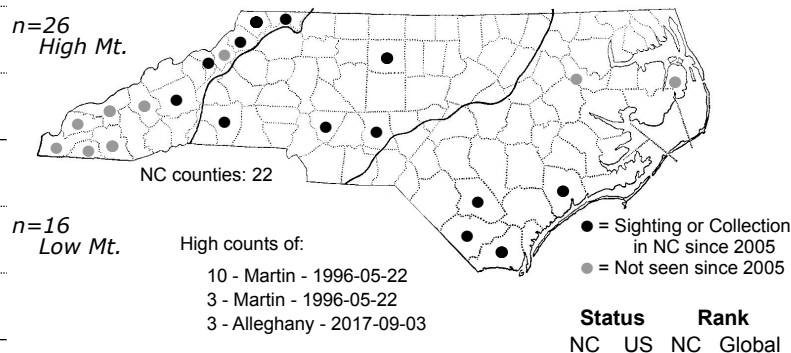 n=26
High Mt.
NC counties: 22
n=16
Low Mt.
High counts of:
10 - Martin - 1996-05-22
3 - Martin - 1996-05-22
3 - Alleghany - 2017-09-03
= Sighting or Collection
in NC since 2005
= Not seen since 2005
Status Rank
NC US NC Global